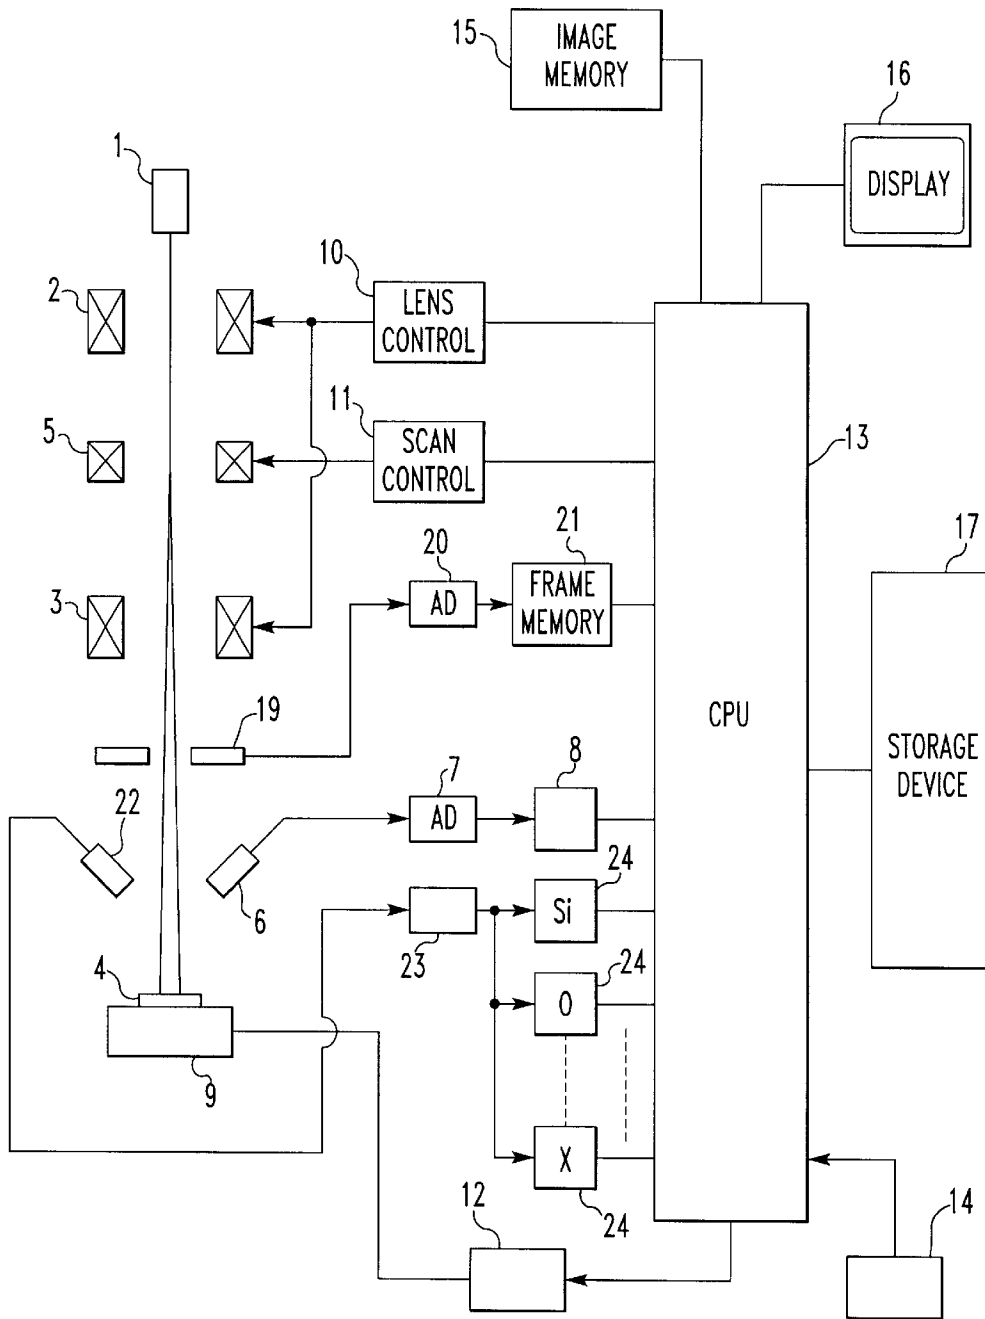 15
IMAGE
MEMORY
16
DISPLAY
1
2
10
LENS
CONTROL
5
11
SCAN
CONTROL
13
17
STORAGE
DEVICE
3
20
AD
21
FRAME
MEMORY
CPU
19
7
AD
8
22
6
24
Si
23
24
O
4
9
X
24
12
14